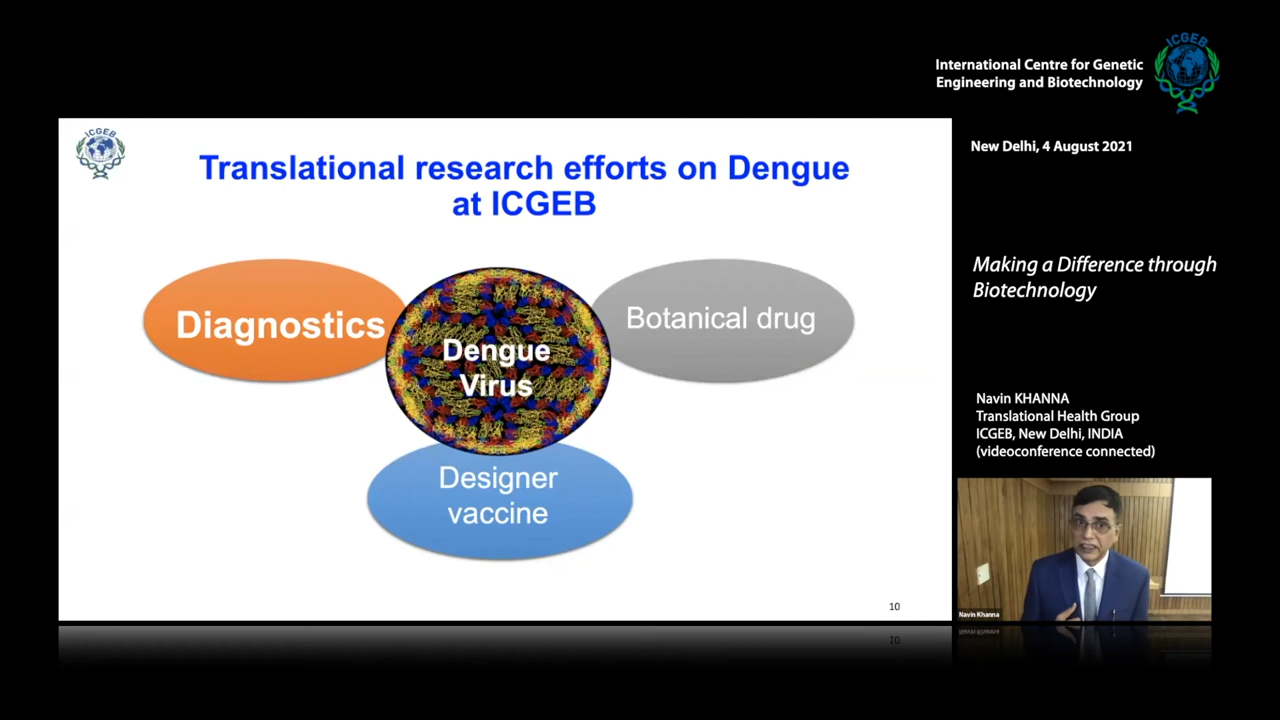 International Centre for Genetic
Engineering and Biotechnology
ICGEB
New Delhi, 4 August 2021
ICGEB
Translational research efforts on Dengue
at ICGEB
Diagnostics
Dengue
Virus
Botanical drug
Designer
vaccine
10
Making a Difference through
Biotechnology
Navin KHANNA
Translational Health Group
ICGEB, New Delhi, INDIA
(videoconference connected)
Navin Khanna